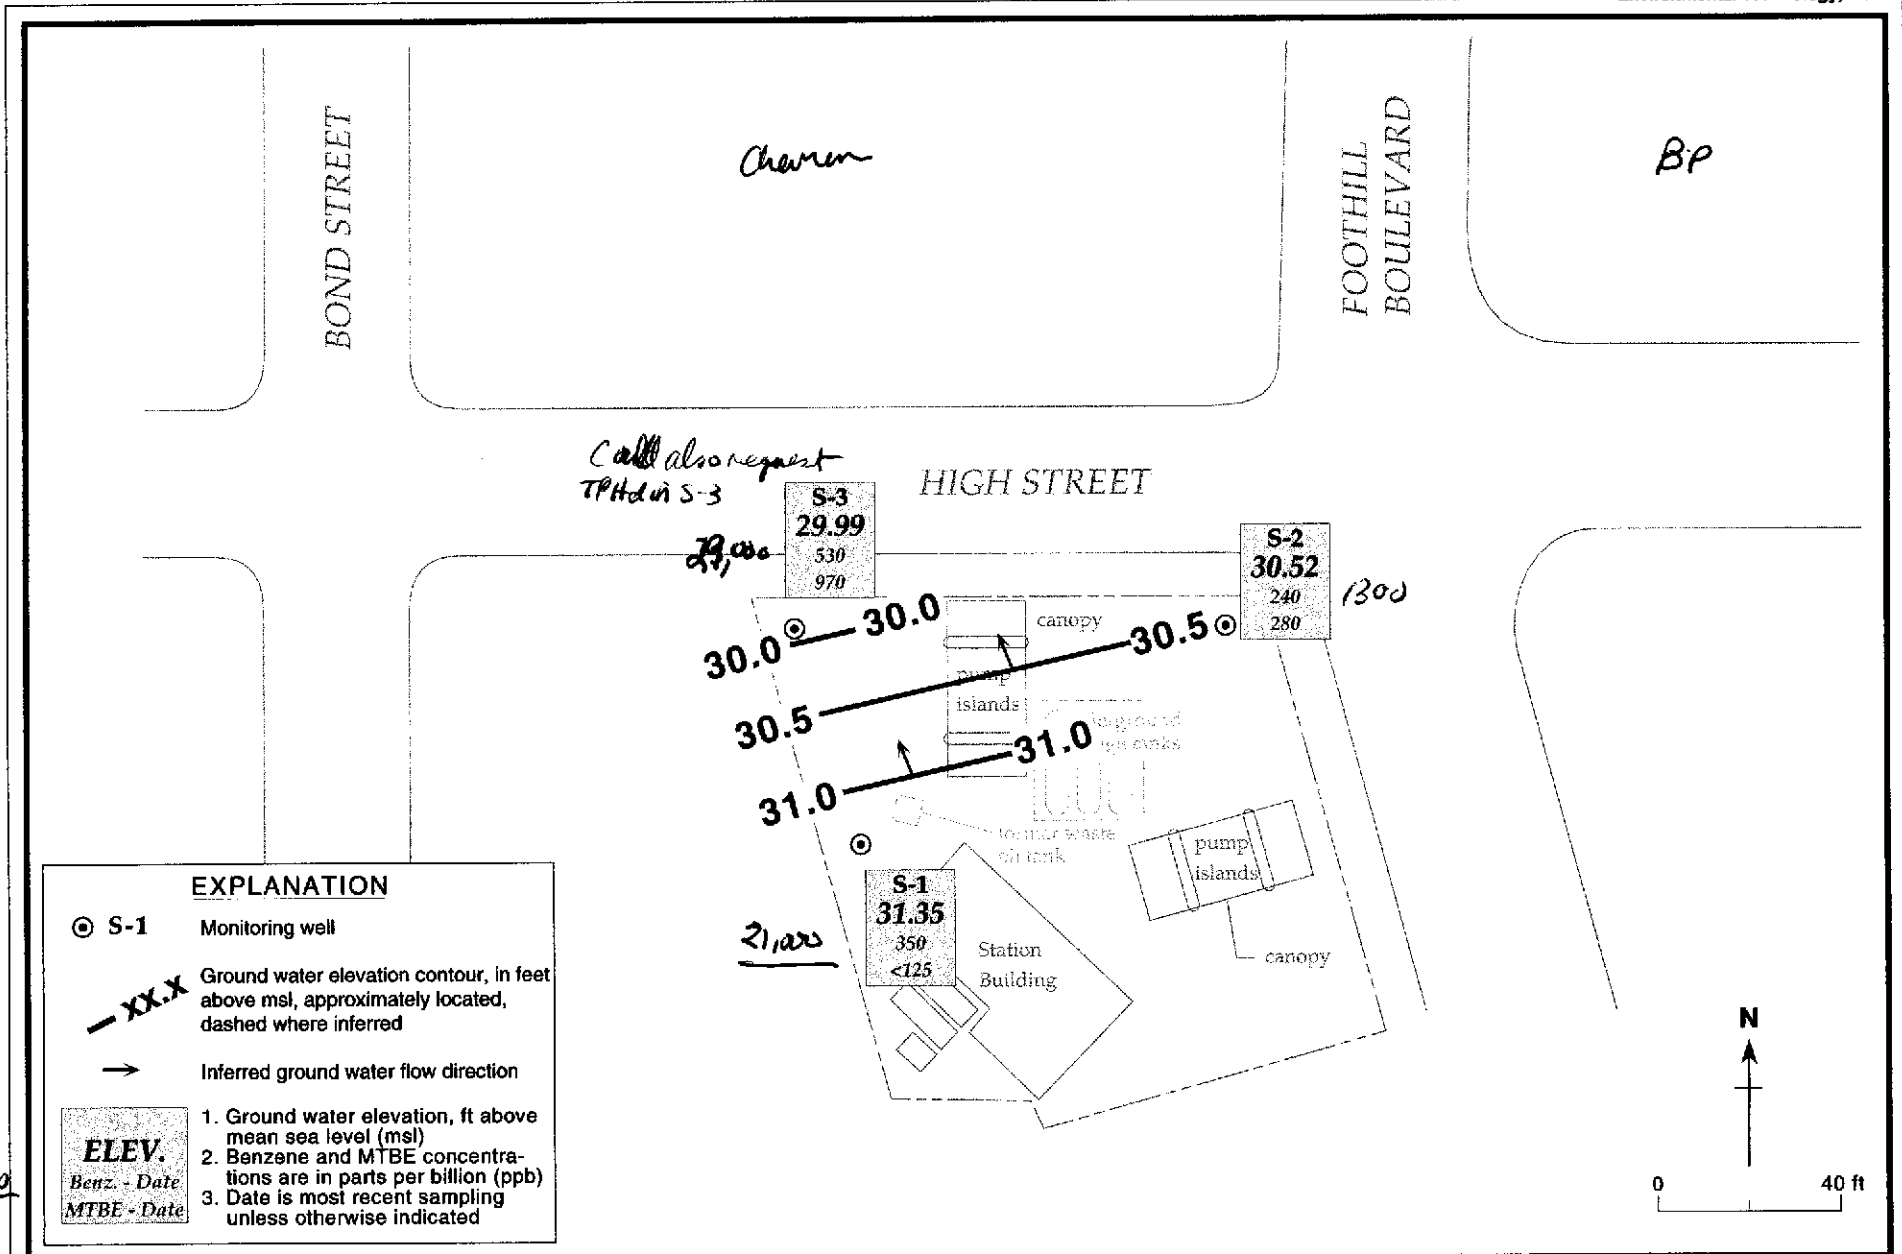 BOND STREET
Chevron
FOOTHILL
BOULEVARD
BP
Call also request
TPHd in S-3
HIGH STREET
S-3
29.99
530
970
S-2
30.52
240
280
1300
30.0
30.0
canopy
30.5
30.5
pump
islands
31.0
31.0
tanks
former waste
oil tank
pump
islands
canopy
S-1
31.35
350
<125
Station
Building
EXPLANATION
S-1 Monitoring well
XX.X
Ground water elevation contour, in feet
above msl, approximately located,
dashed where inferred
Inferred ground water flow direction
ELEV.
Benz. - Date
MTBE - Date
1. Ground water elevation, ft above
mean sea level (msl)
2. Benzene and MTBE concentra-
tions are in parts per billion (ppb)
3. Date is most recent sampling
unless otherwise indicated
N
0 40 ft